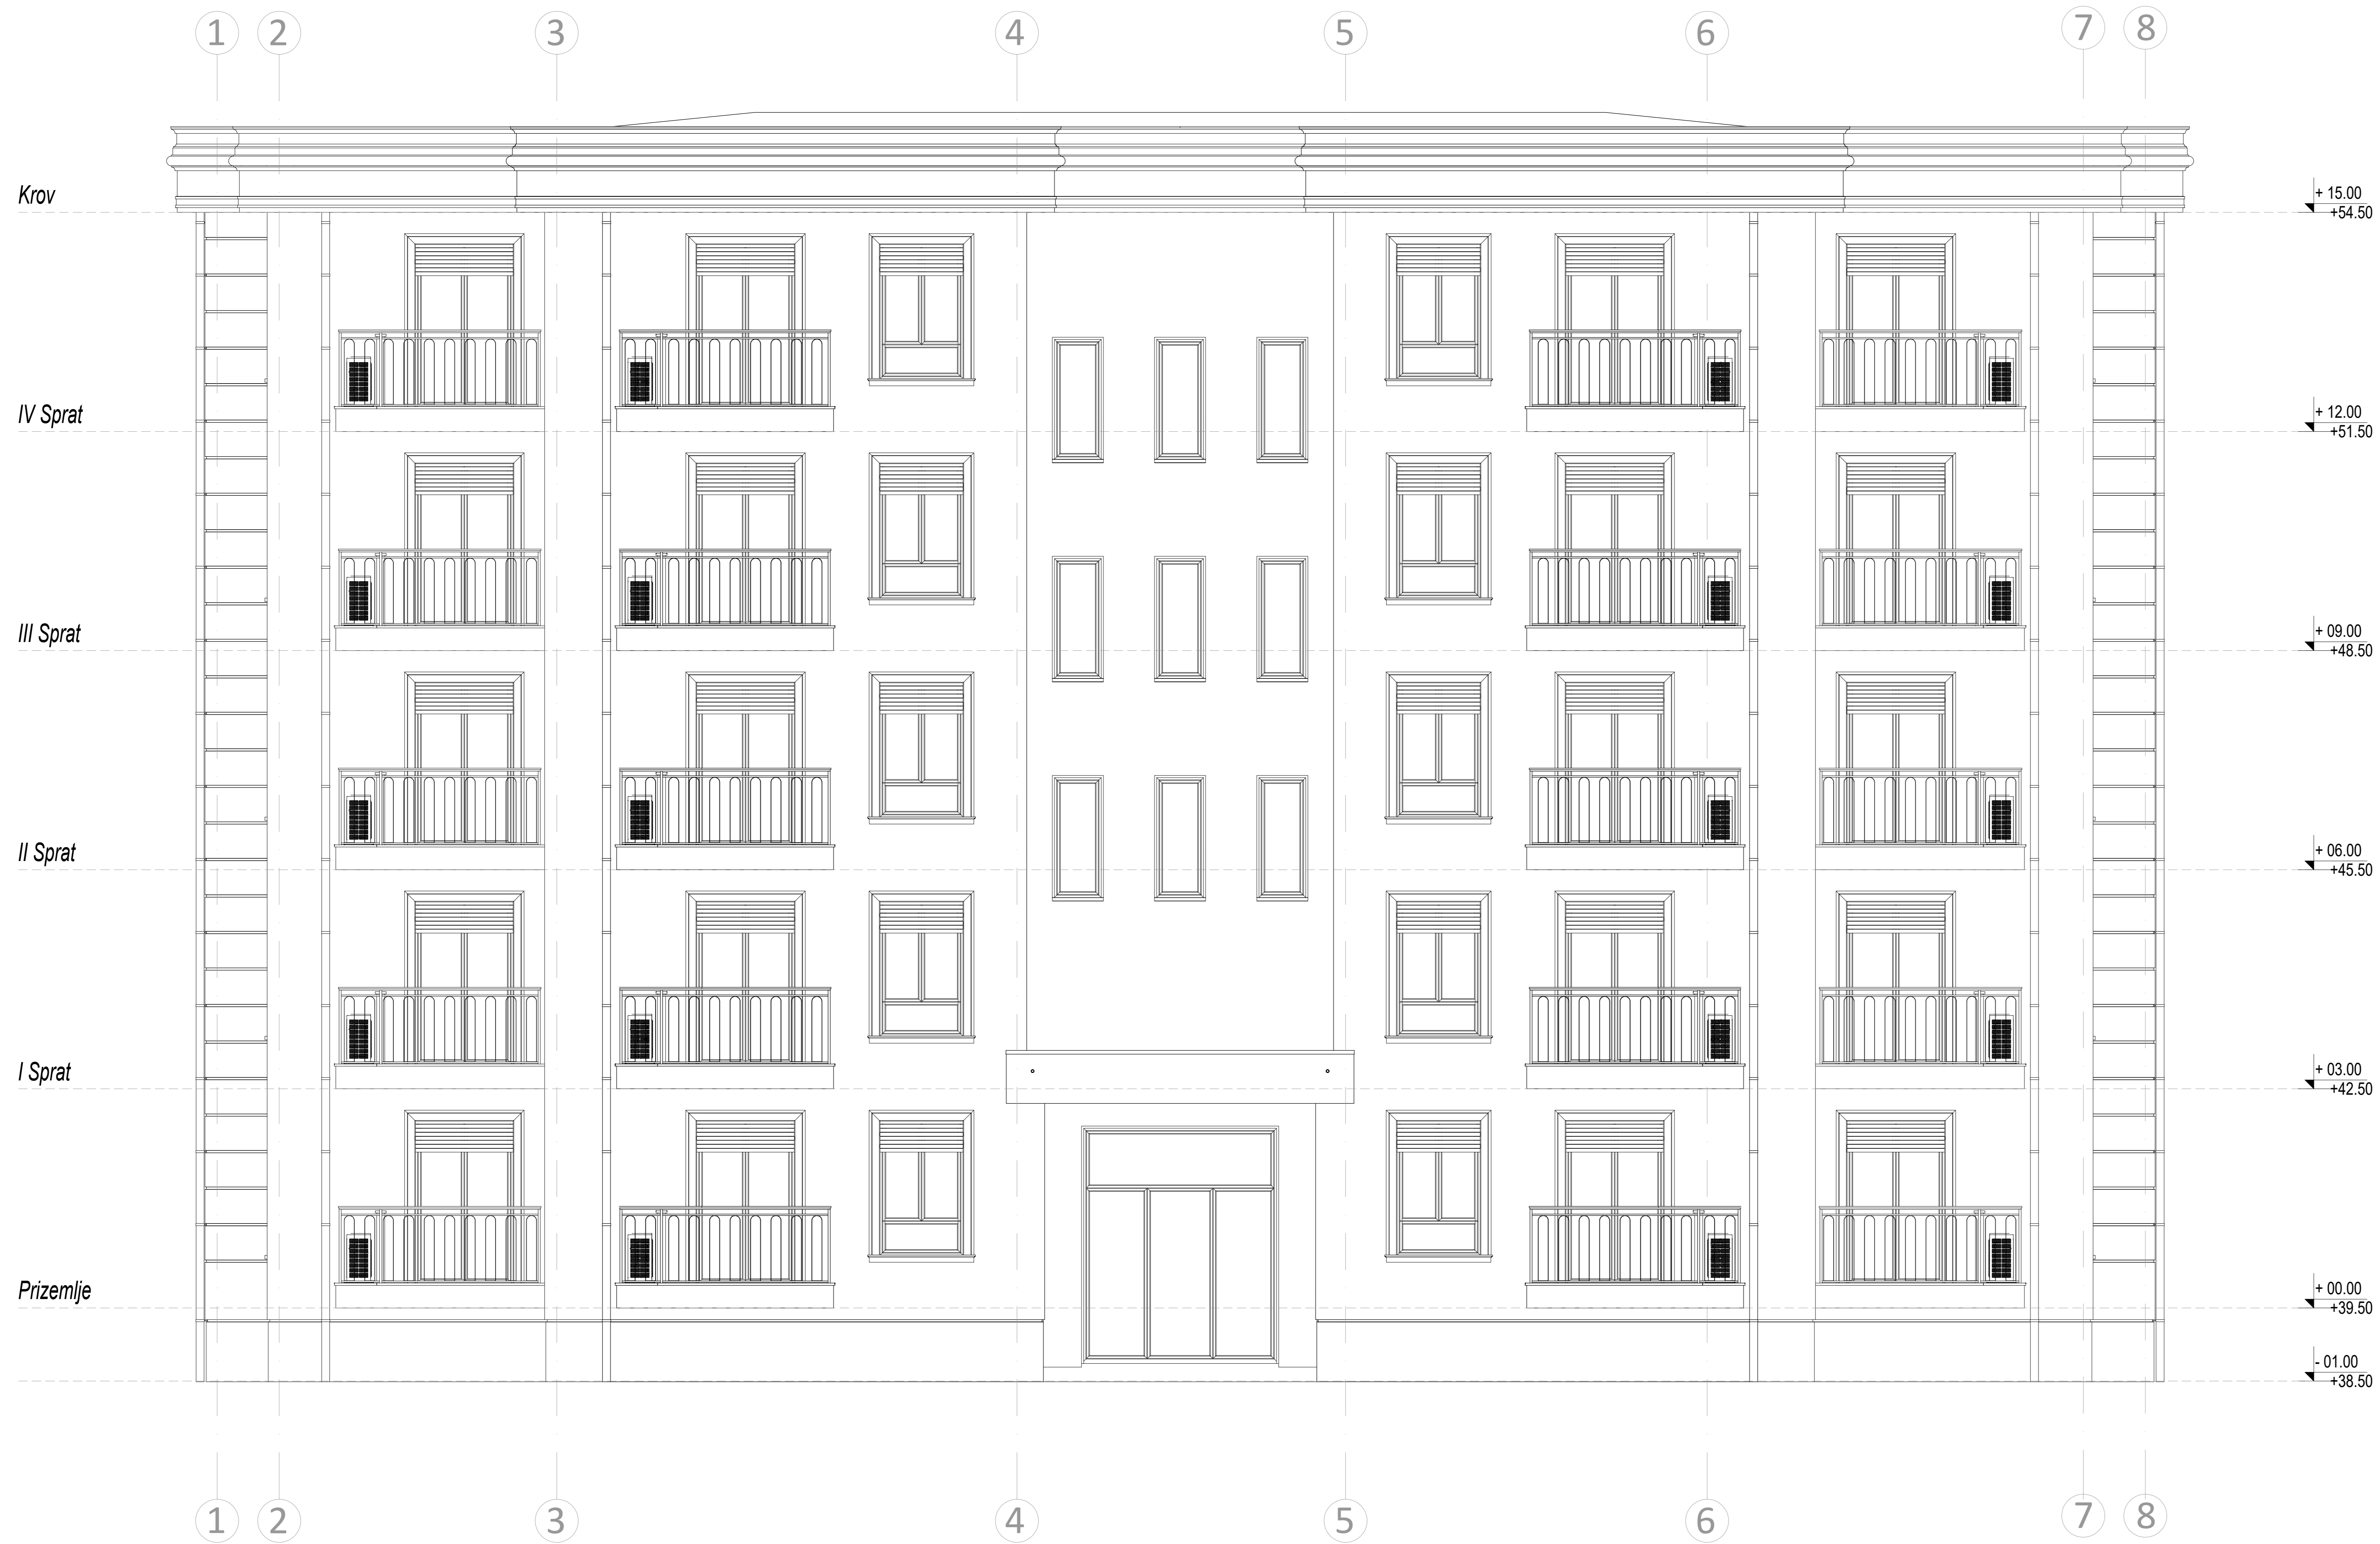 1 2 3 4 5 6 7 8
Krov
+ 15.00
+54.50
IV Sprat
+ 12.00
+51.50
III Sprat
+ 09.00
+48.50
II Sprat
+ 06.00
+45.50
I Sprat
+ 03.00
+42.50
Prizemlje
+ 00.00
+39.50
- 01.00
+38.50
1 2 3 4 5 6 7 8